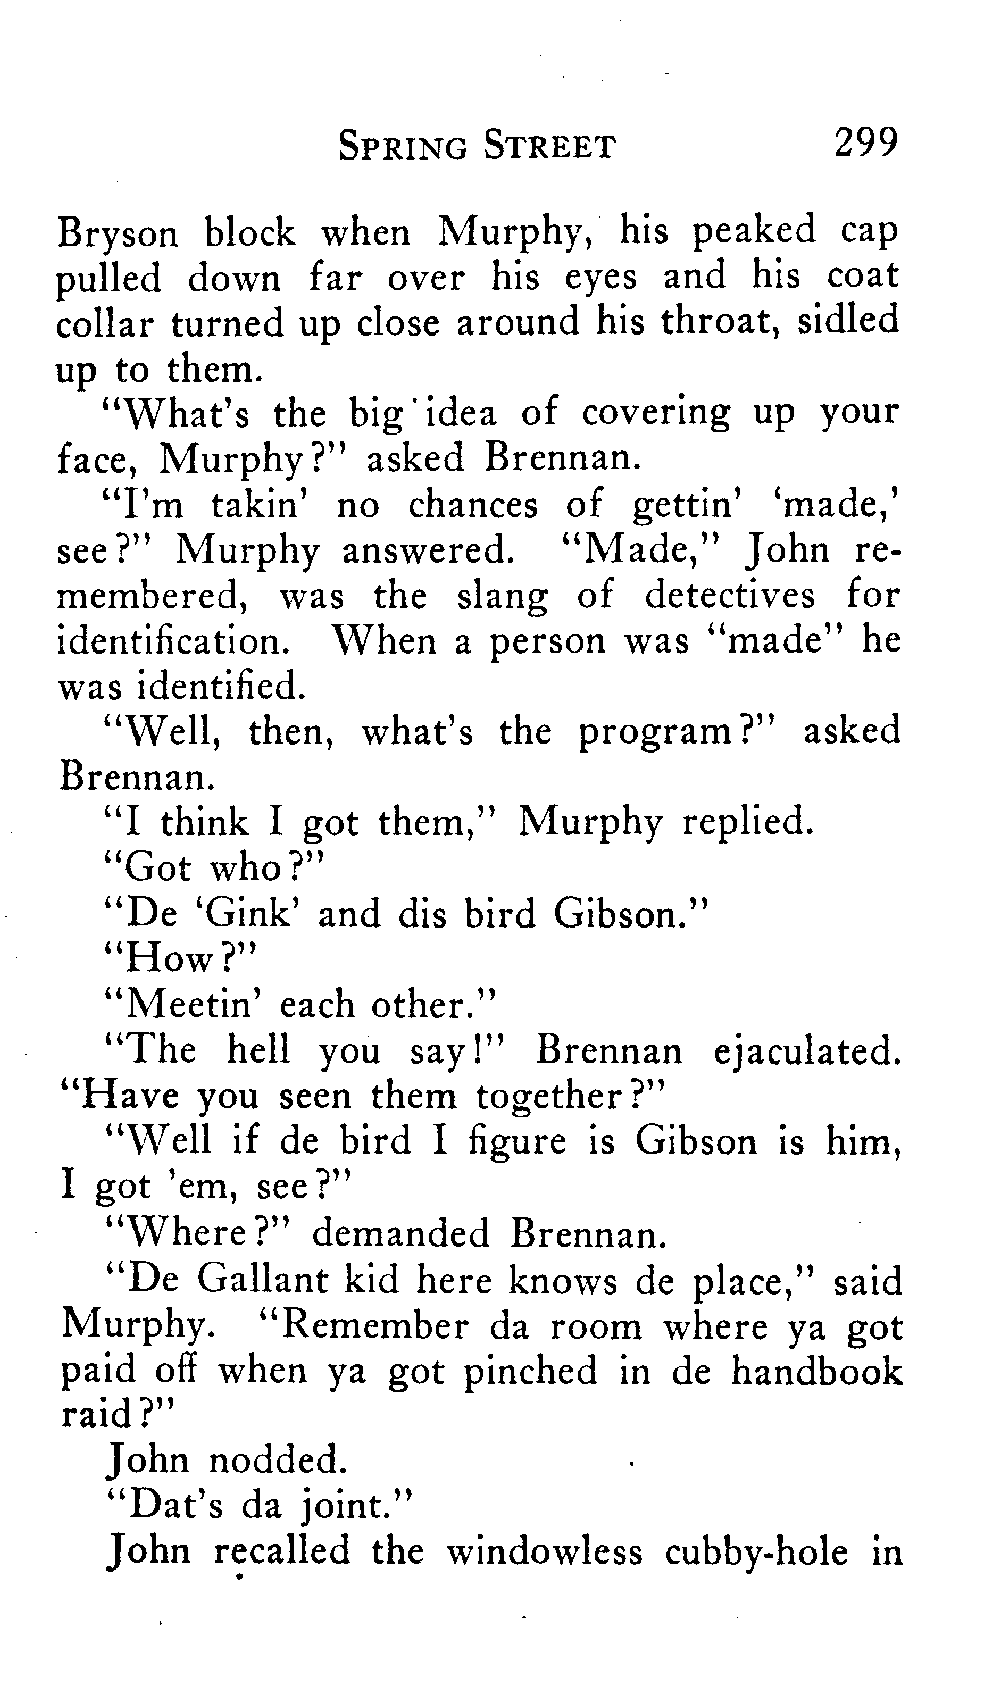 SPRING STREET 299
Bryson block when Murphy, his peaked cap
pulled down far over his eyes and his coat
collar turned up close around his throat, sidled
up to them.
“What’s the big idea of covering up your
face, Murphy?” asked Brennan.
“I’m takin’ no chances of gettin’ ‘made,’
see?” Murphy answered. “Made,” John re-
membered, was the slang of detectives for
identification. When a person was “made” he
was identified.
“Well, then, what’s the program?” asked
Brennan.
“I think I got them,” Murphy replied.
“Got who?”
“De ‘Gink’ and dis bird Gibson.”
“How?”
“Meetin’ each other.”
“The hell you say!” Brennan ejaculated.
“Have you seen them together?”
“Well if de bird I figure is Gibson is him,
I got ’em, see?”
“Where?” demanded Brennan.
“De Gallant kid here knows de place,” said
Murphy. “Remember da room where ya got
paid off when ya got pinched in de handbook
raid?”
John nodded.
“Dat’s da joint.”
John recalled the windowless cubby-hole in